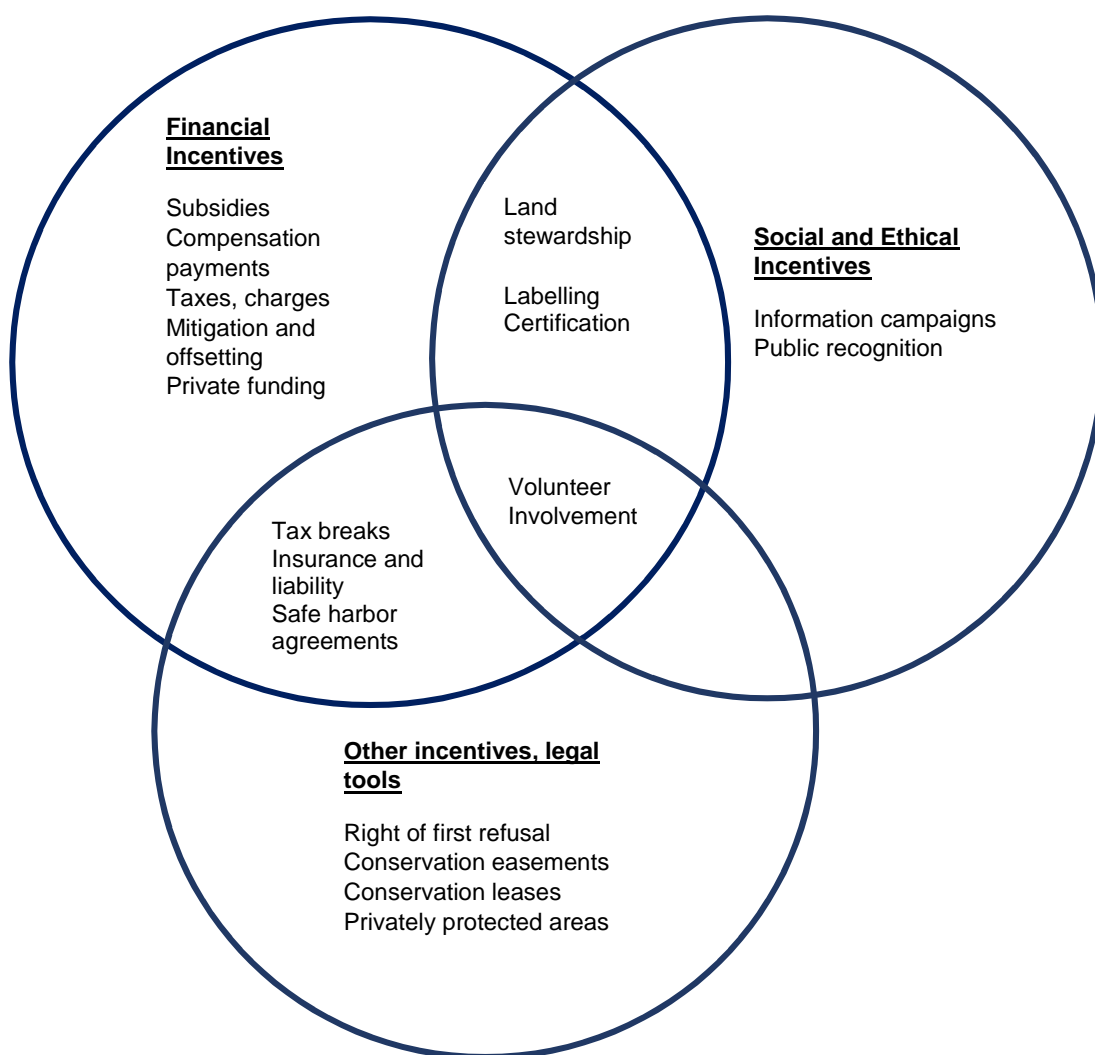 Financial
Incentives
Subsidies
Compensation
payments
Taxes, charges
Mitigation and
offsetting
Private funding
Land
stewardship
Labelling
Certification
Social and Ethical
Incentives
Information campaigns
Public recognition
Volunteer
Involvement
Tax breaks
Insurance and
liability
Safe harbor
agreements
Other incentives, legal
tools
Right of first refusal
Conservation easements
Conservation leases
Privately protected areas